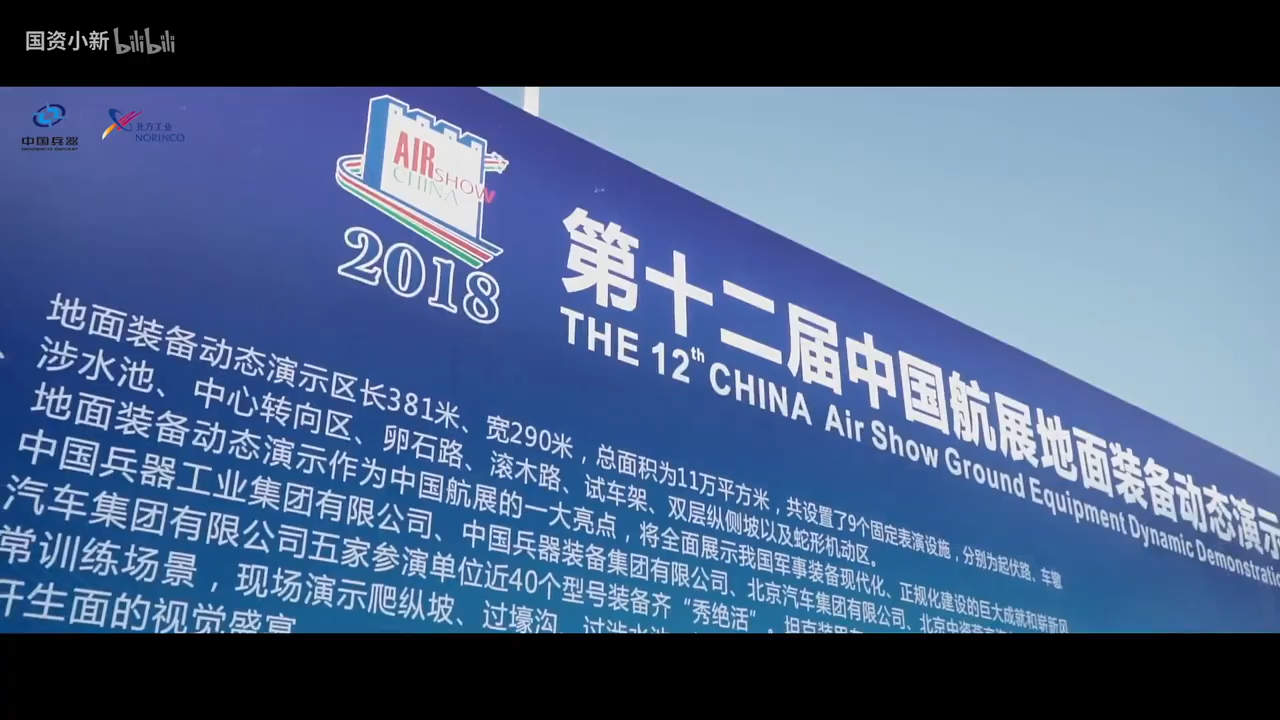 国资小新 bilibili
中国兵器
NORINCO GROUP
北方工业
NORINCO
AIR SHOW
CHINA
2018
第十二届中国航展地面装备动态演示
THE 12th CHINA Air Show Ground Equipment Dynamic Demonstratio
地面装备动态演示区长381米、宽290米，总面积为11万平方米，共设置了9个固定表演设施，分别为起伏路、车辙
、涉水池、中心转向区、卵石路、滚木路、试车架、双层纵侧坡以及蛇形机动区。
地面装备动态演示作为中国航展的一大亮点，将全面展示我国军事装备现代化、正规化建设的巨大成就和崭新风
中国兵器工业集团有限公司、中国兵器装备集团有限公司、北京汽车集团有限公司、北京中资燕京
汽车集团有限公司五家参演单位近40个型号装备齐“秀绝活”。坦克装甲
常训练场景，现场演示爬纵坡、过壕沟、过涉水池
开生面的视觉盛宴